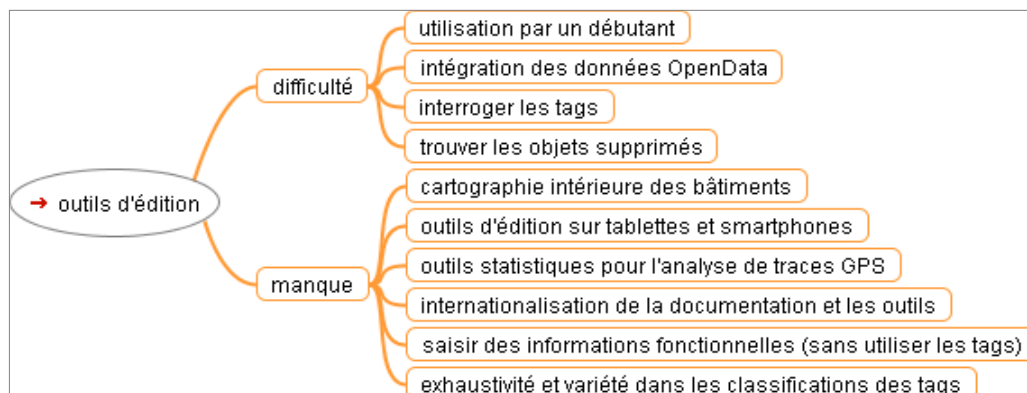 outils d'édition
difficulté
utilisation par un débutant
intégration des données OpenData
interroger les tags
trouver les objets supprimés
manque
cartographie intérieure des bâtiments
outils d'édition sur tablettes et smartphones
outils statistiques pour l'analyse de traces GPS
internationalisation de la documentation et les outils
saisir des informations fonctionnelles (sans utiliser les tags)
exhaustivité et variété dans les classifications des tags